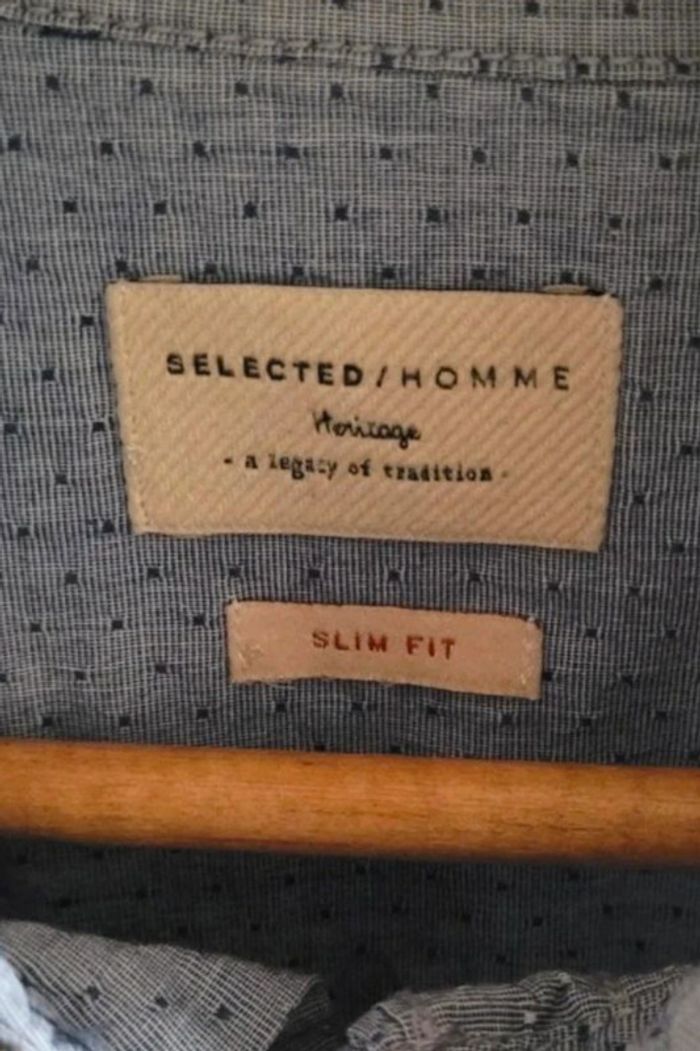 SELECTED / HOMME
Heritage
- a legacy of tradition -
SLIM FIT